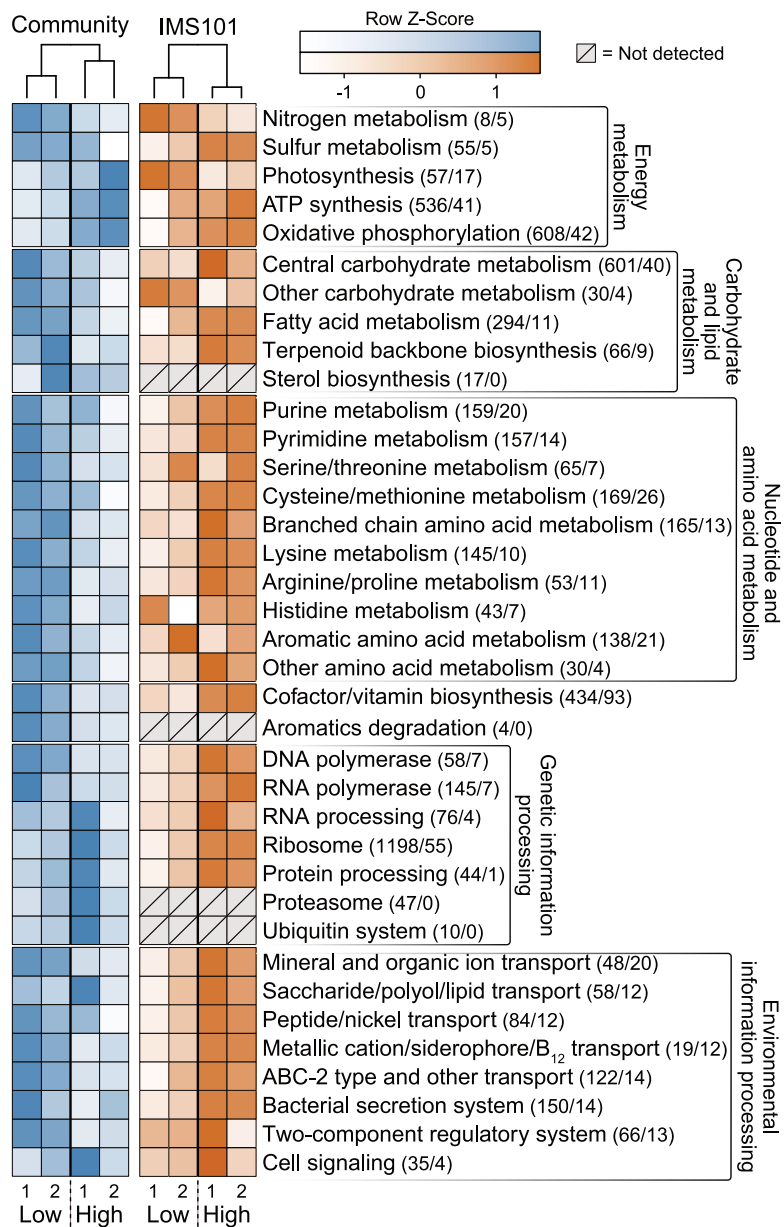 Community
IMS101
Row Z-Score
-1 0 1
= Not detected
Nitrogen metabolism (8/5)
Sulfur metabolism (55/5)
Photosynthesis (57/17)
ATP synthesis (536/41)
Oxidative phosphorylation (608/42)
Energy
metabolism
Central carbohydrate metabolism (601/40)
Other carbohydrate metabolism (30/4)
Fatty acid metabolism (294/11)
Terpenoid backbone biosynthesis (66/9)
Sterol biosynthesis (17/0)
Carbohydrate
and lipid
metabolism
Purine metabolism (159/20)
Pyrimidine metabolism (157/14)
Serine/threonine metabolism (65/7)
Cysteine/methionine metabolism (169/26)
Branched chain amino acid metabolism (165/13)
Lysine metabolism (145/10)
Arginine/proline metabolism (53/11)
Histidine metabolism (43/7)
Aromatic amino acid metabolism (138/21)
Other amino acid metabolism (30/4)
Nucleotide and
amino acid metabolism
Cofactor/vitamin biosynthesis (434/93)
Aromatics degradation (4/0)
DNA polymerase (58/7)
RNA polymerase (145/7)
RNA processing (76/4)
Ribosome (1198/55)
Protein processing (44/1)
Proteasome (47/0)
Ubiquitin system (10/0)
Genetic information
processing
Mineral and organic ion transport (48/20)
Saccharide/polyol/lipid transport (58/12)
Peptide/nickel transport (84/12)
Metallic cation/siderophore/B12 transport (19/12)
ABC-2 type and other transport (122/14)
Bacterial secretion system (150/14)
Two-component regulatory system (66/13)
Cell signaling (35/4)
Environmental
information processing
1 2 1 2 1 2 1 2
Low High Low High